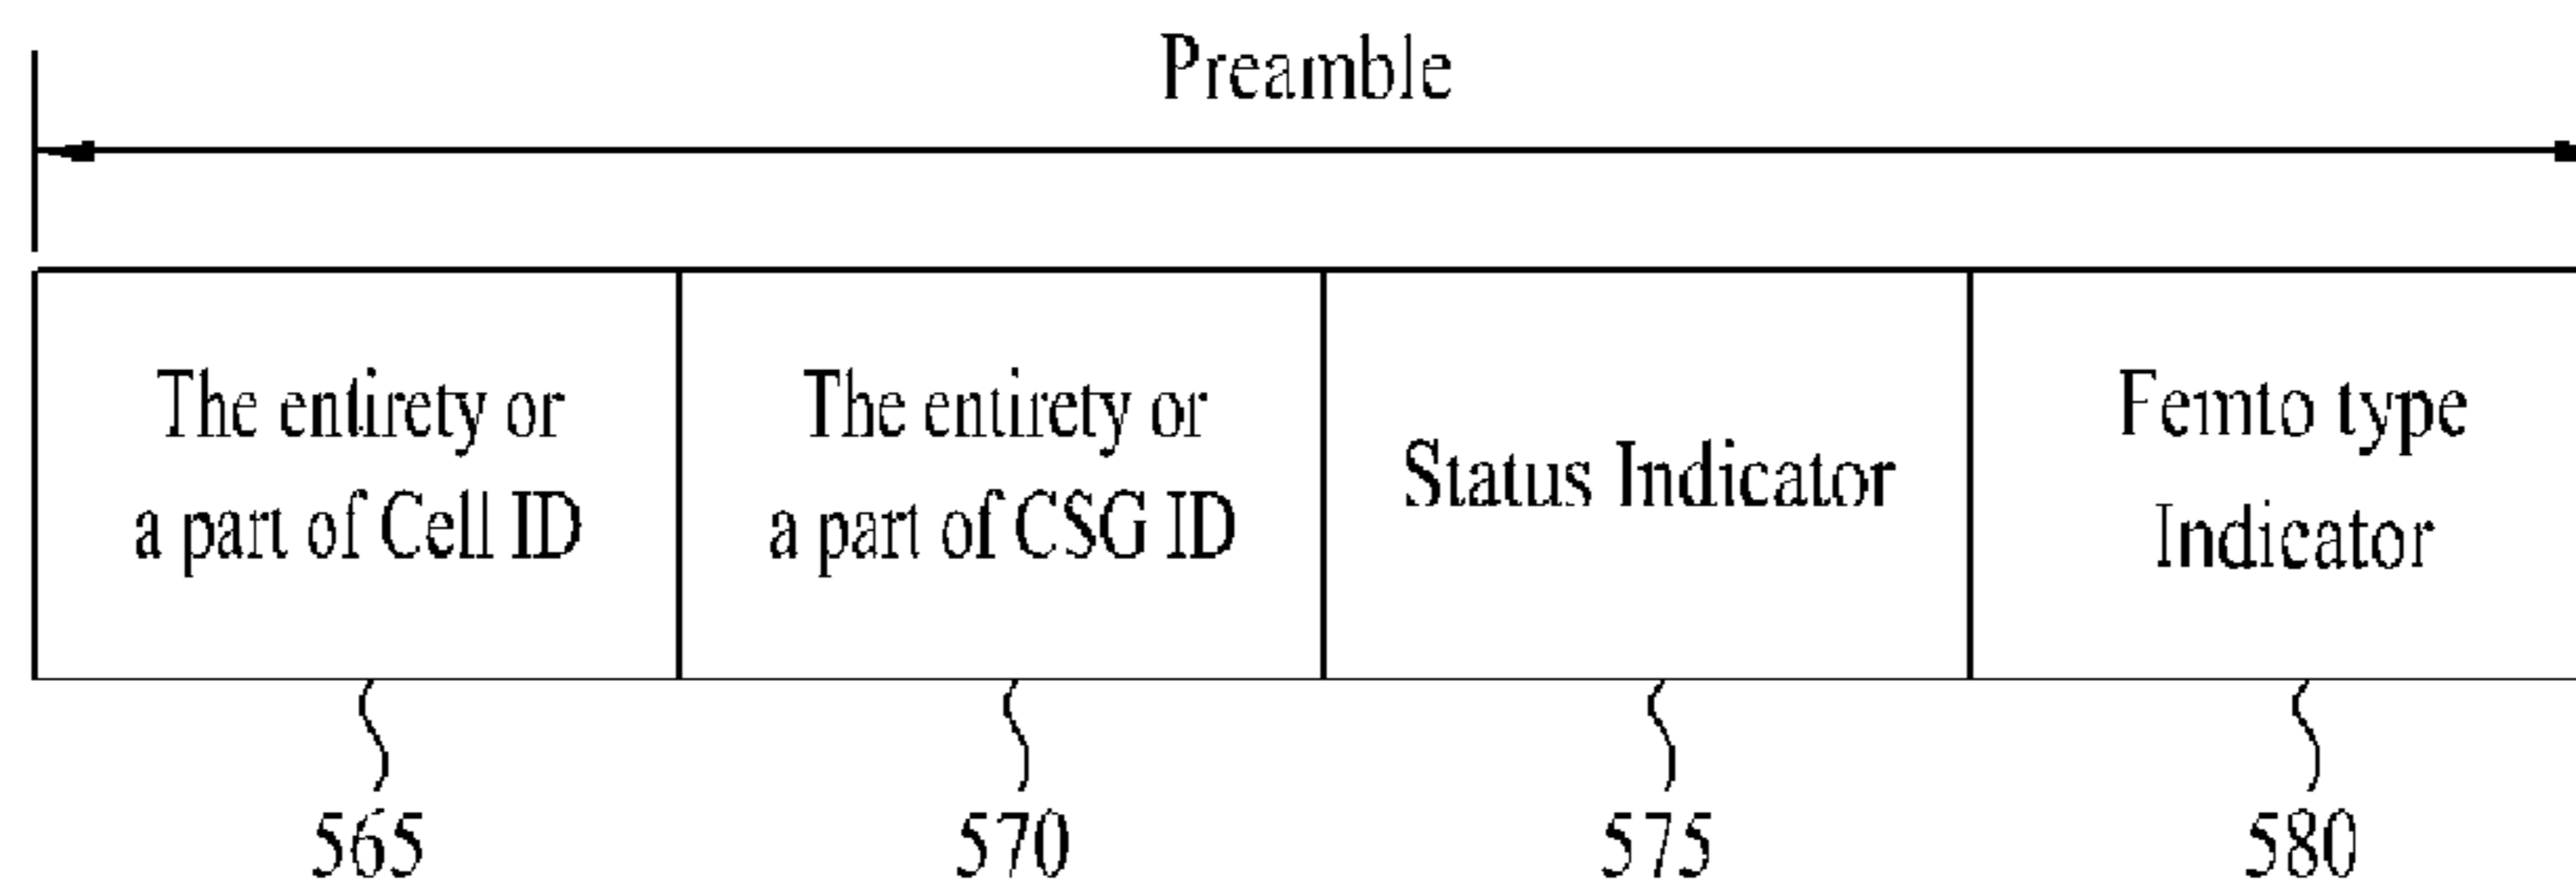 Preamble
The entirety or
a part of Cell ID
The entirety or
a part of CSG ID
Status Indicator
Femto type
Indicator
565
570
575
580